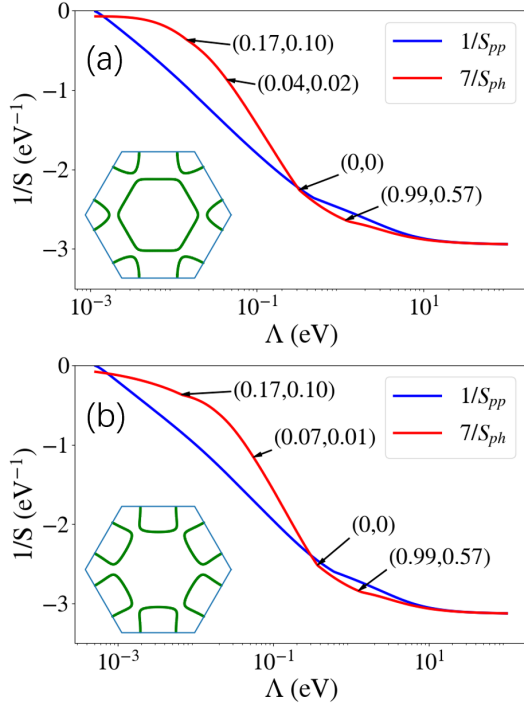 (a)
1/S_pp
7/S_ph
(0.17,0.10)
(0.04,0.02)
(0,0)
(0.99,0.57)
0
−1
−2
−3
1/S (eV⁻¹)
10⁻³
10⁻¹
10¹
Λ (eV)
(b)
1/S_pp
7/S_ph
(0.17,0.10)
(0.07,0.01)
(0,0)
(0.99,0.57)
0
−1
−2
−3
1/S (eV⁻¹)
10⁻³
10⁻¹
10¹
Λ (eV)